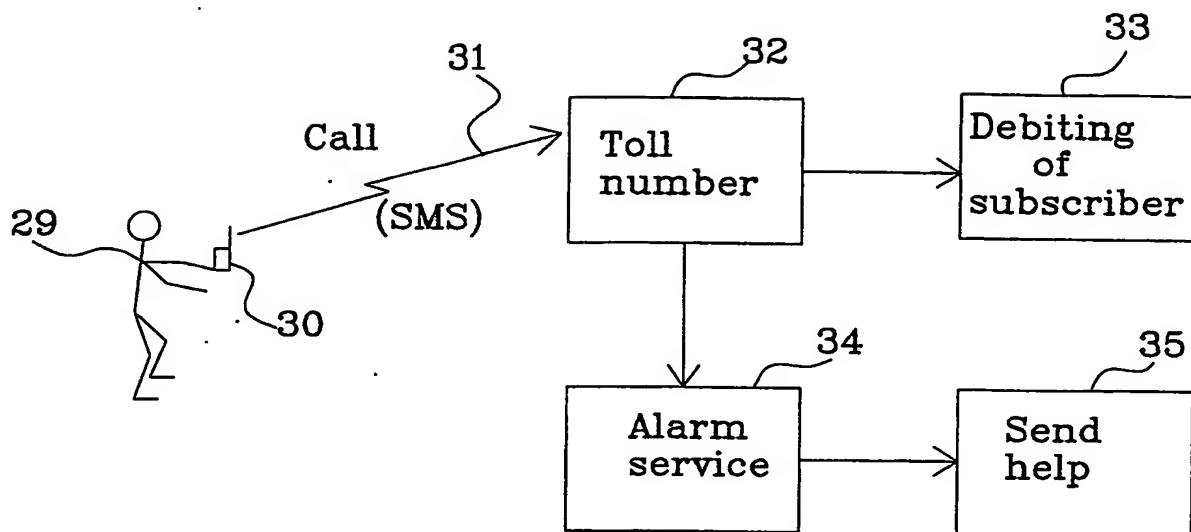 33
32
31
Call
Toll
number
Debiting
of
subscriber
(SMS)
29
30
34
35
Alarm
service
Send
help